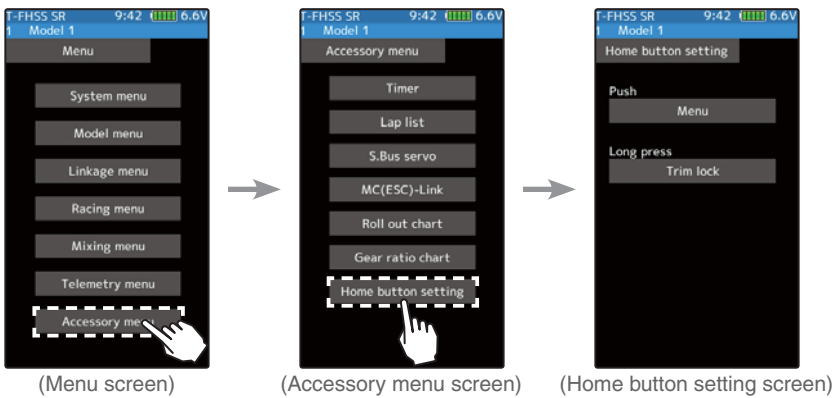 T-FHSS SR 9:42 6.6V
1 Model 1
Menu
System menu
Model menu
Linkage menu
Racing menu
Mixing menu
Telemetry menu
Accessory menu
(Menu screen)
T-FHSS SR 9:42 6.6V
1 Model 1
Accessory menu
Timer
Lap list
S.Bus servo
MC(ESC)-Link
Roll out chart
Gear ratio chart
Home button setting
(Accessory menu screen)
T-FHSS SR 9:42 6.6V
1 Model 1
Home button setting
Push
Menu
Long press
Trim lock
(Home button setting screen)